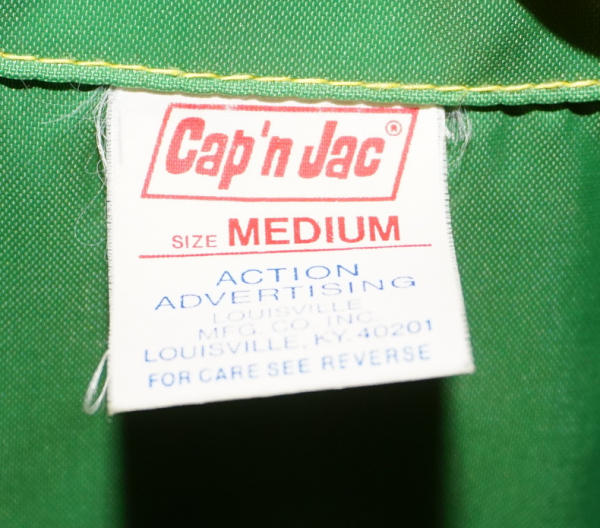 Cap'n Jac®
SIZE MEDIUM
ACTION
ADVERTISING
LOUISVILLE
MFG. CO. INC.
LOUISVILLE, KY. 40201
FOR CARE SEE REVERSE